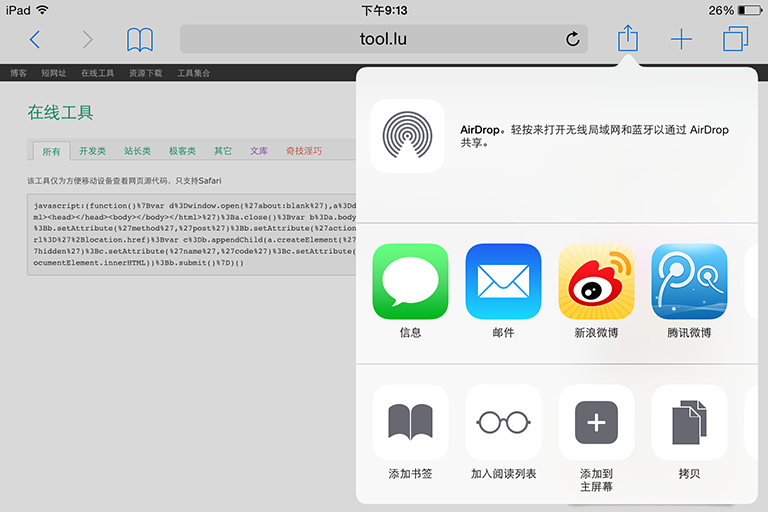 iPad
下午9:13
26%
tool.lu
博客 短网址 在线工具 资源下载 工具集合
在线工具
所有 开发类 站长类 极客类 其它 文库 奇技淫巧
该工具仅为方便移动设备查看网页源代码，只支持Safari
javascript:(function()%7Bvar d%3Dwindow.open(%27about:blank%27),a%3Dd
ml><head></head><body></body></html>%27)%3Ba.close()%3Bvar b%3Da.body
%3Bb.setAttribute(%27method%27,%27post%27)%3Bb.setAttribute(%27action
rl%3D%27%2Blocation.href)%3Bvar c%3Db.appendChild(a.createElement(%27
7hidden%27)%3Bc.setAttribute(%27name%27,%27code%27)%3Bc.setAttribute(
ocumentElement.innerHTML))%3Bb.submit()%7D)()
AirDrop。轻按来打开无线局域网和蓝牙以通过 AirDrop
共享。
信息 邮件 新浪微博 腾讯微博
添加书签 加入阅读列表 添加到 拷贝
主屏幕